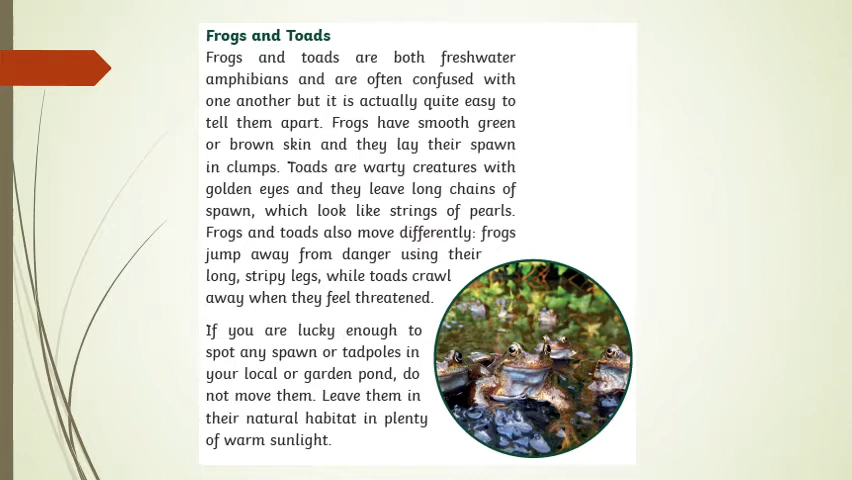 Frogs and Toads
Frogs and toads are both freshwater
amphibians and are often confused with
one another but it is actually quite easy to
tell them apart. Frogs have smooth green
or brown skin and they lay their spawn
in clumps. Toads are warty creatures with
golden eyes and they leave long chains of
spawn, which look like strings of pearls.
Frogs and toads also move differently: frogs
jump away from danger using their
long, stripy legs, while toads crawl
away when they feel threatened.
If you are lucky enough to
spot any spawn or tadpoles in
your local or garden pond, do
not move them. Leave them in
their natural habitat in plenty
of warm sunlight.